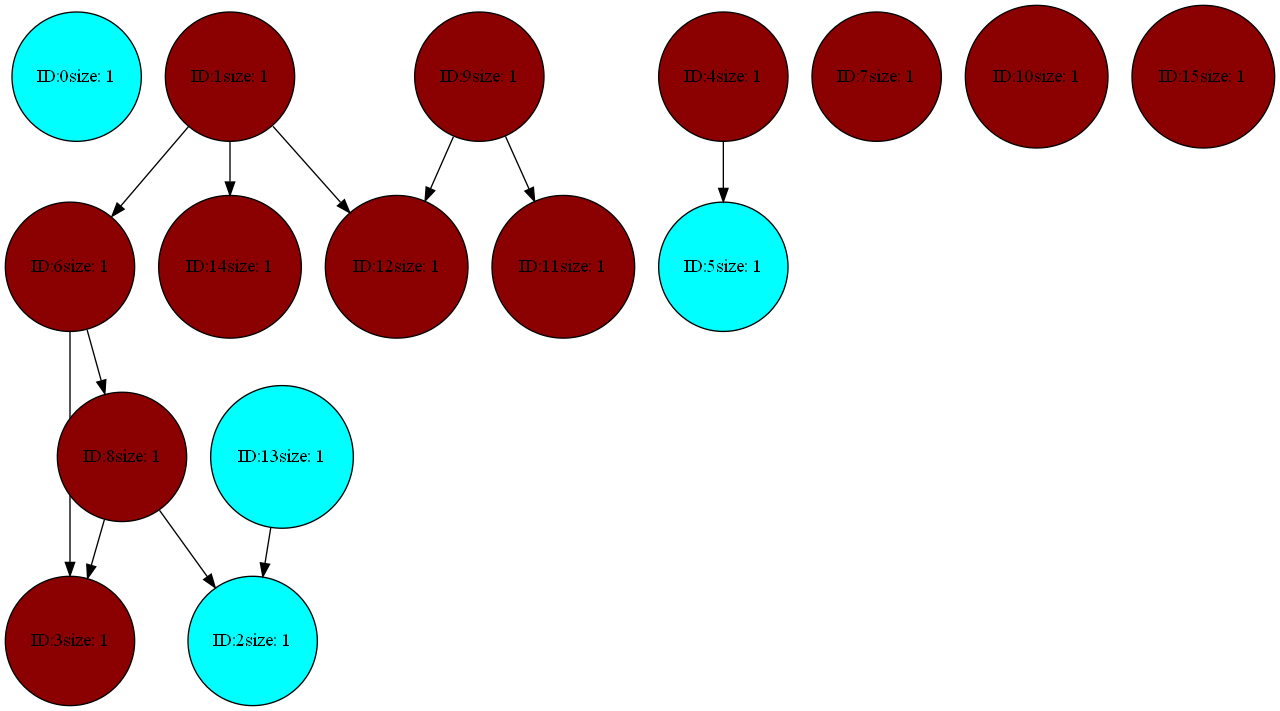 ID:0size: 1
ID:1size: 1
ID:9size: 1
ID:4size: 1
ID:7size: 1
ID:10size: 1
ID:15size: 1
ID:6size: 1
ID:14size: 1
ID:12size: 1
ID:11size: 1
ID:5size: 1
ID:8size: 1
ID:13size: 1
ID:3size: 1
ID:2size: 1